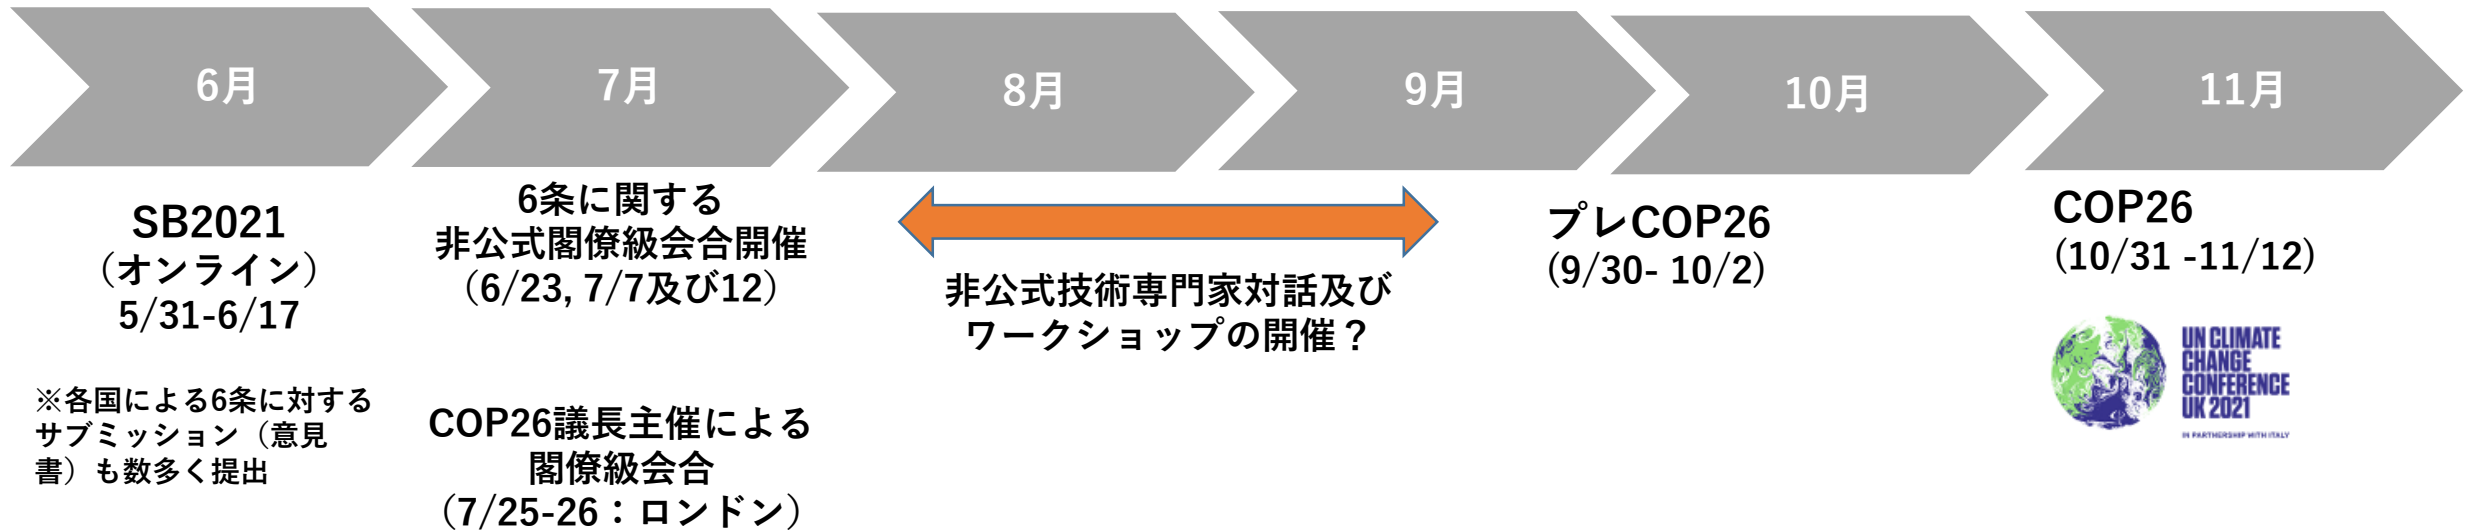 6月
7月
8月
9月
10月
11月
SB2021
（オンライン）
5/31-6/17
※各国による6条に対する
サブミッション（意見
書）も数多く提出
6条に関する
非公式閣僚級会合開催
（6/23, 7/7及び12）
COP26議長主催による
閣僚級会合
（7/25-26：ロンドン）
非公式技術専門家対話及び
ワークショップの開催？
プレCOP26
(9/30- 10/2)
COP26
(10/31 -11/12)
UN CLIMATE
CHANGE
CONFERENCE
UK 2021
IN PARTNERSHIP WITH ITALY